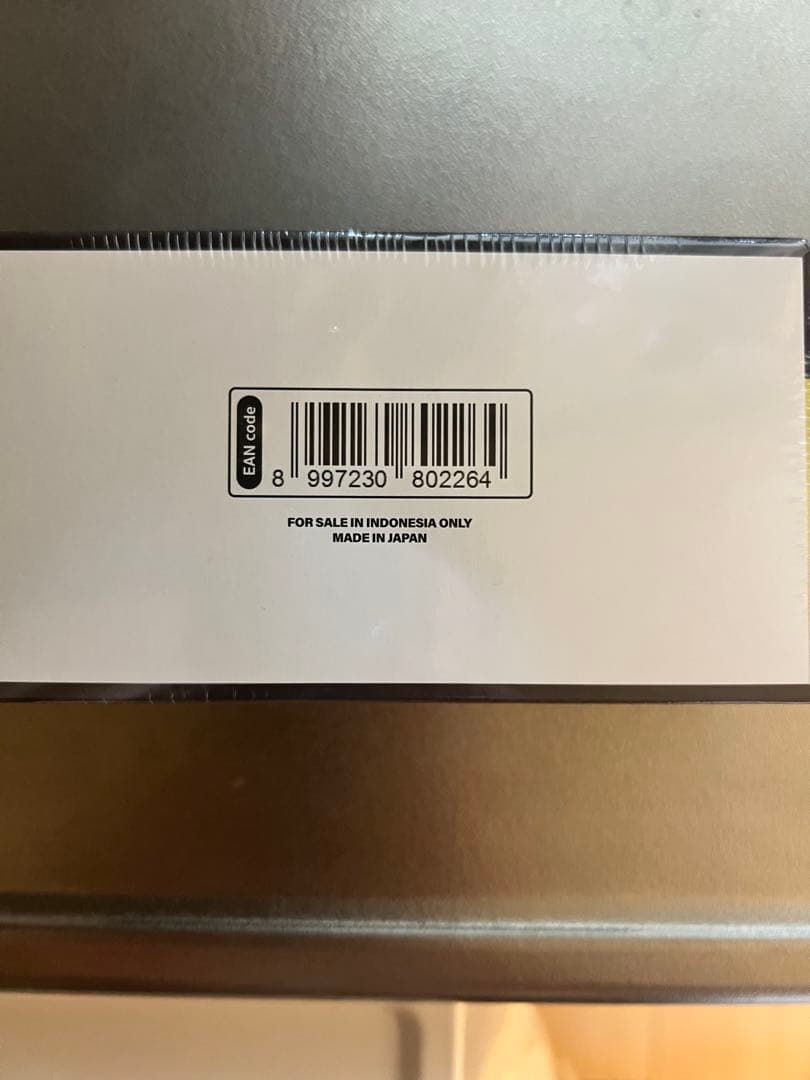 EAN code
8 997230 802264
FOR SALE IN INDONESIA ONLY
MADE IN JAPAN